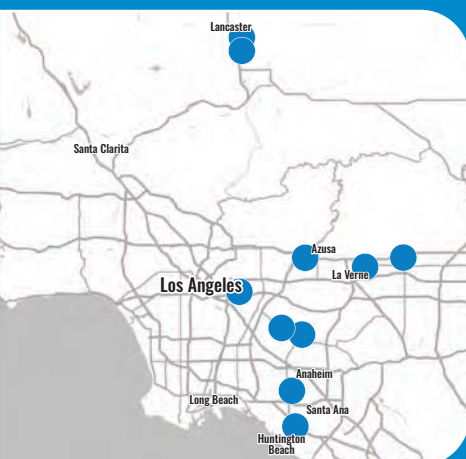 Lancaster
Santa Clarita
Azusa
La Verne
Los Angeles
Anaheim
Long Beach
Santa Ana
Huntington
Beach